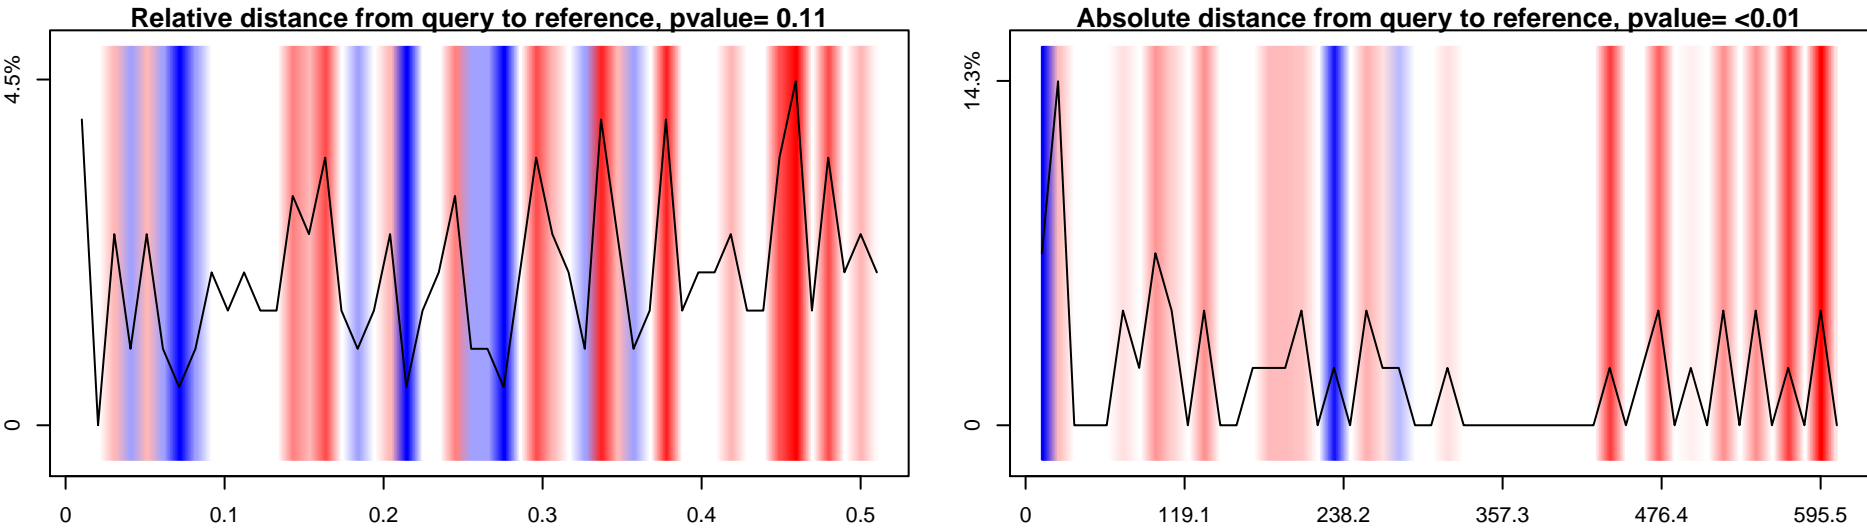 Relative distance from query to reference, pvalue= 0.11
4.5%
0
0 0.1 0.2 0.3 0.4 0.5
Absolute distance from query to reference, pvalue= <0.01
14.3%
0
0 119.1 238.2 357.3 476.4 595.5